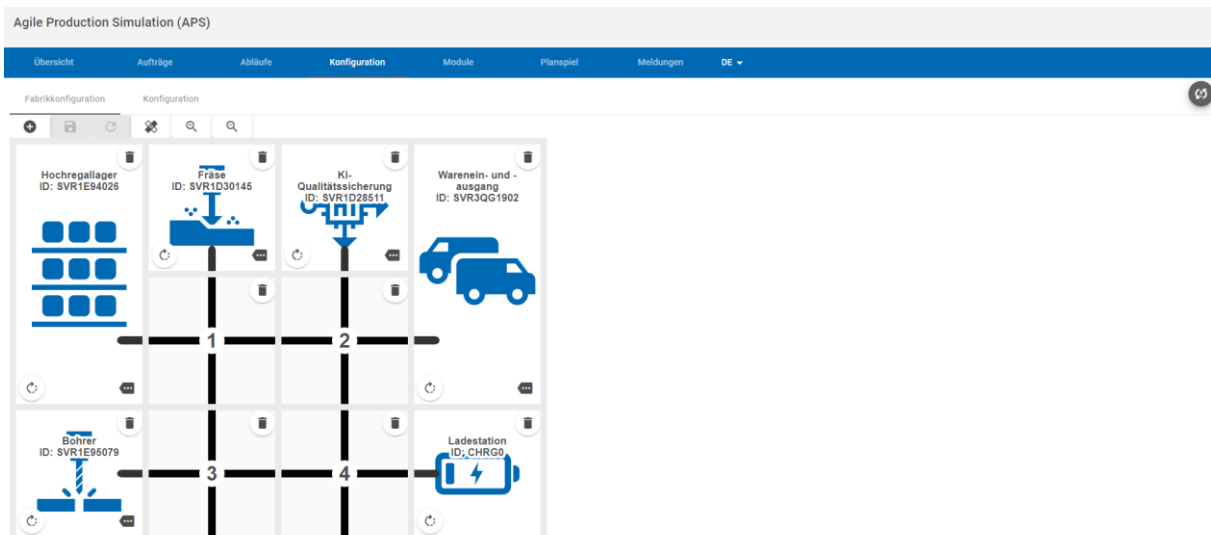 Agile Production Simulation (APS)
Übersicht Aufträge Abläufe Konfiguration Module Planspiel Meldungen DE
Fabrikkonfiguration Konfiguration
Hochregallager
ID: SVR1E94026
Fräse
ID: SVR1D30145
KI-
Qualitätssicherung
ID: SVR1D28511
Warenein- und -
ausgang
ID: SVR3QG1902
1 2
Bohrer
ID: SVR1E95079
3 4
Ladestation
ID: CHRG0